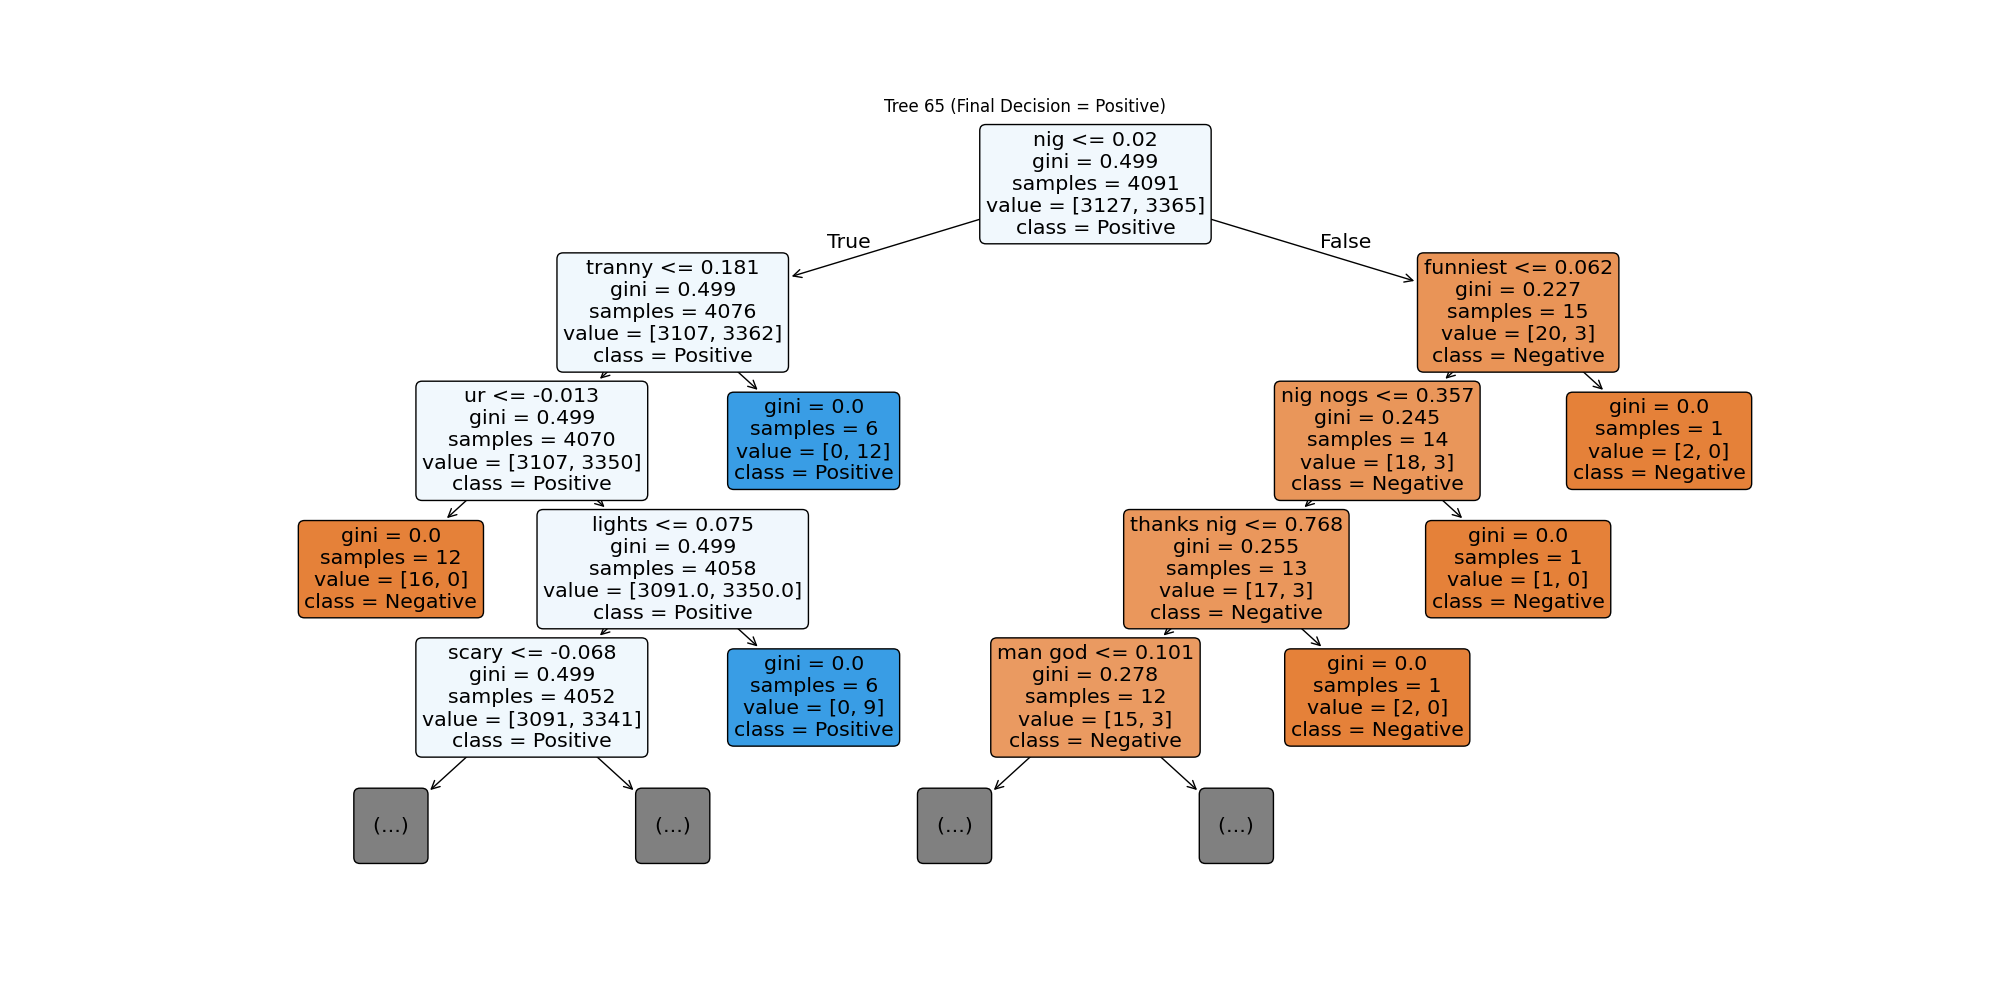 Tree 65 (Final Decision = Positive)
nig <= 0.02
gini = 0.499
samples = 4091
value = [3127, 3365]
class = Positive
True
False
tranny <= 0.181
gini = 0.499
samples = 4076
value = [3107, 3362]
class = Positive
funniest <= 0.062
gini = 0.227
samples = 15
value = [20, 3]
class = Negative
ur <= -0.013
gini = 0.499
samples = 4070
value = [3107, 3350]
class = Positive
gini = 0.0
samples = 6
value = [0, 12]
class = Positive
nig nogs <= 0.357
gini = 0.245
samples = 14
value = [18, 3]
class = Negative
gini = 0.0
samples = 1
value = [2, 0]
class = Negative
gini = 0.0
samples = 12
value = [16, 0]
class = Negative
lights <= 0.075
gini = 0.499
samples = 4058
value = [3091.0, 3350.0]
class = Positive
thanks nig <= 0.768
gini = 0.255
samples = 13
value = [17, 3]
class = Negative
gini = 0.0
samples = 1
value = [1, 0]
class = Negative
scary <= -0.068
gini = 0.499
samples = 4052
value = [3091, 3341]
class = Positive
gini = 0.0
samples = 6
value = [0, 9]
class = Positive
man god <= 0.101
gini = 0.278
samples = 12
value = [15, 3]
class = Negative
gini = 0.0
samples = 1
value = [2, 0]
class = Negative
(...)
(...)
(...)
(...)